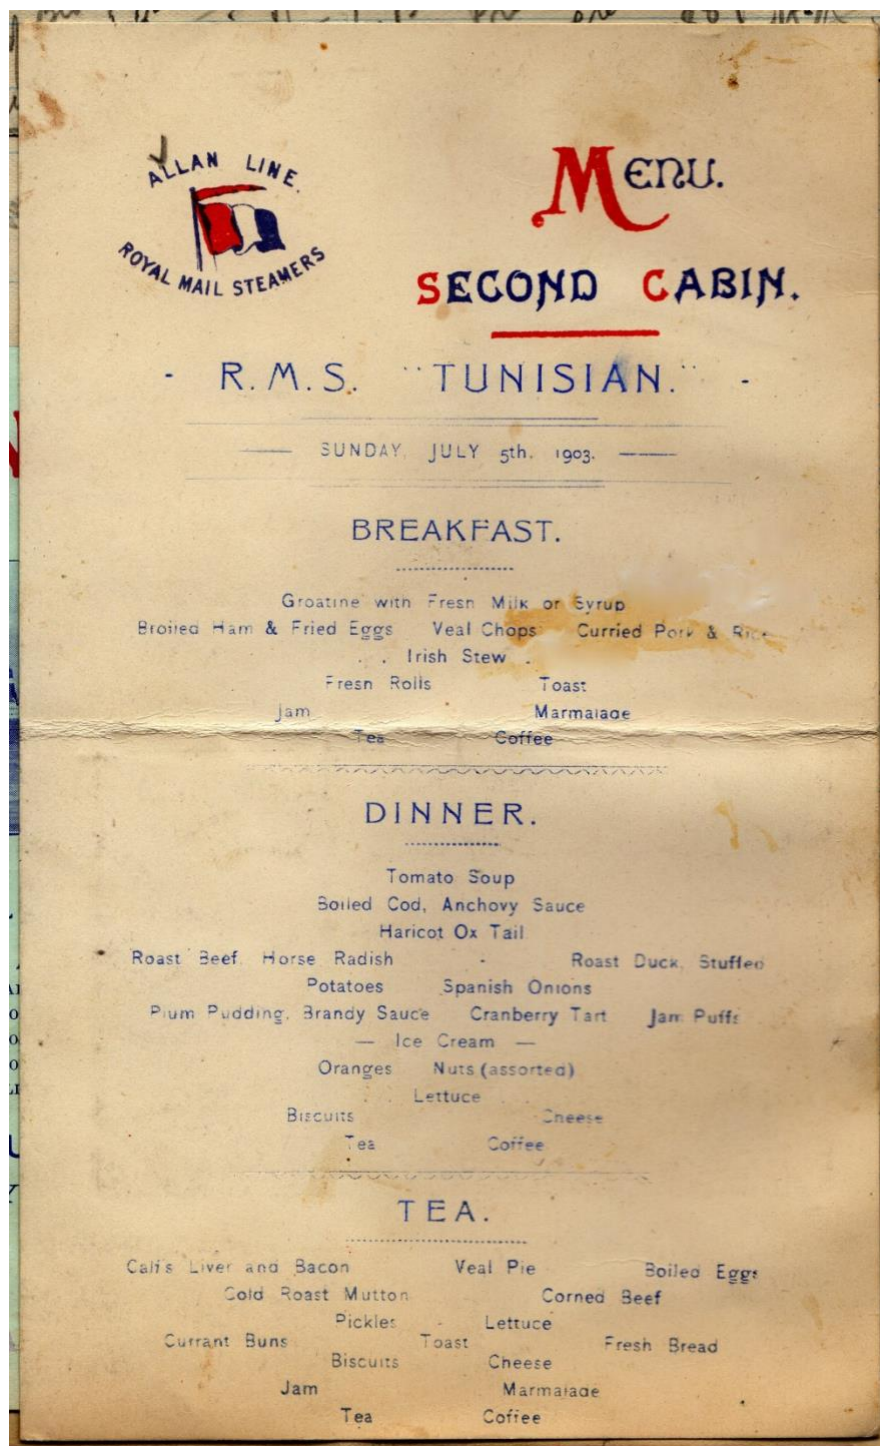 ALLAN LINE.
ROYAL MAIL STEAMERS
MENU.
SECOND CABIN.
- R.M.S. "TUNISIAN." -
SUNDAY, JULY 5th, 1903.
BREAKFAST.
Groatine with Fresh Milk or Syrup
Broiled Ham & Fried Eggs Veal Chops Curried Pork & Rice
. . Irish Stew .
Fresh Rolls Toast
Jam Marmalade
Tea Coffee
DINNER.
Tomato Soup
Boiled Cod, Anchovy Sauce
Haricot Ox Tail
Roast Beef, Horse Radish - Roast Duck, Stuffed
Potatoes Spanish Onions
Plum Pudding, Brandy Sauce Cranberry Tart Jam Puffs
— Ice Cream —
Oranges Nuts (assorted)
. . Lettuce . .
Biscuits Cheese
Tea Coffee
TEA.
Calf's Liver and Bacon Veal Pie Boiled Eggs
Cold Roast Mutton Corned Beef
Pickles - Lettuce
Currant Buns Toast Fresh Bread
Biscuits Cheese
Jam Marmalade
Tea Coffee